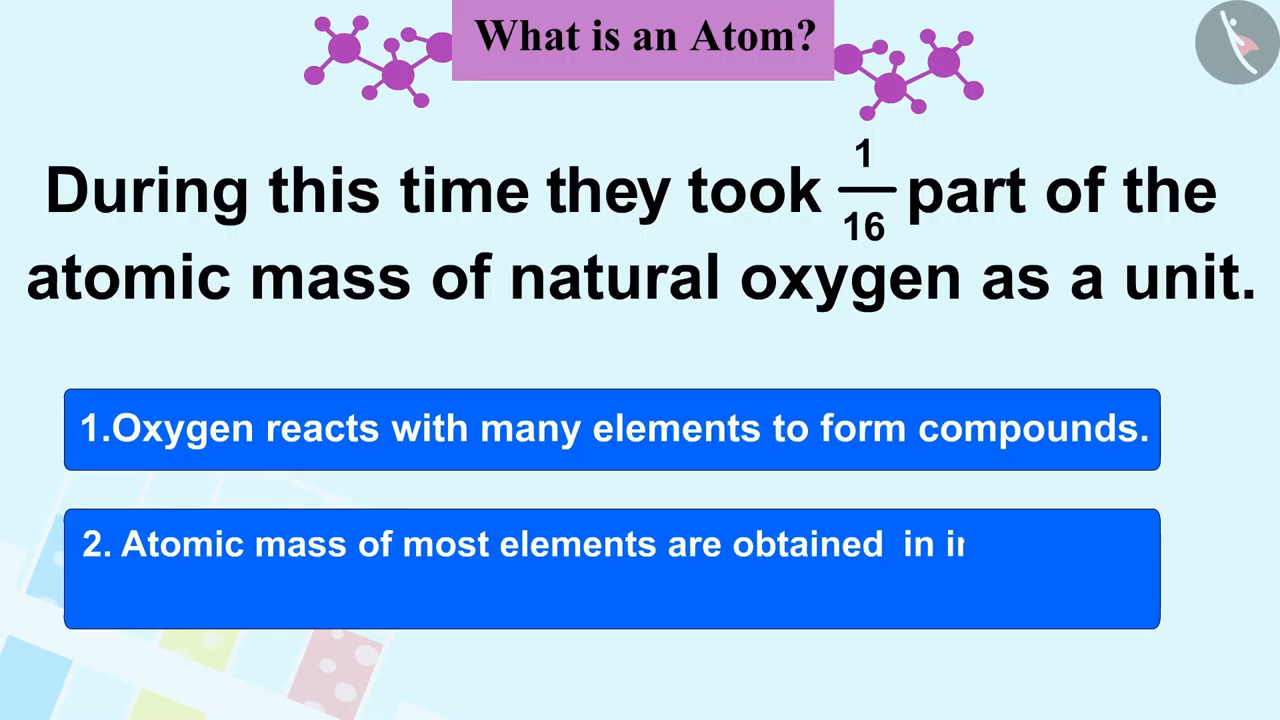 What is an Atom?
During this time they took 1/16 part of the
atomic mass of natural oxygen as a unit.
1.Oxygen reacts with many elements to form compounds.
2. Atomic mass of most elements are obtained in